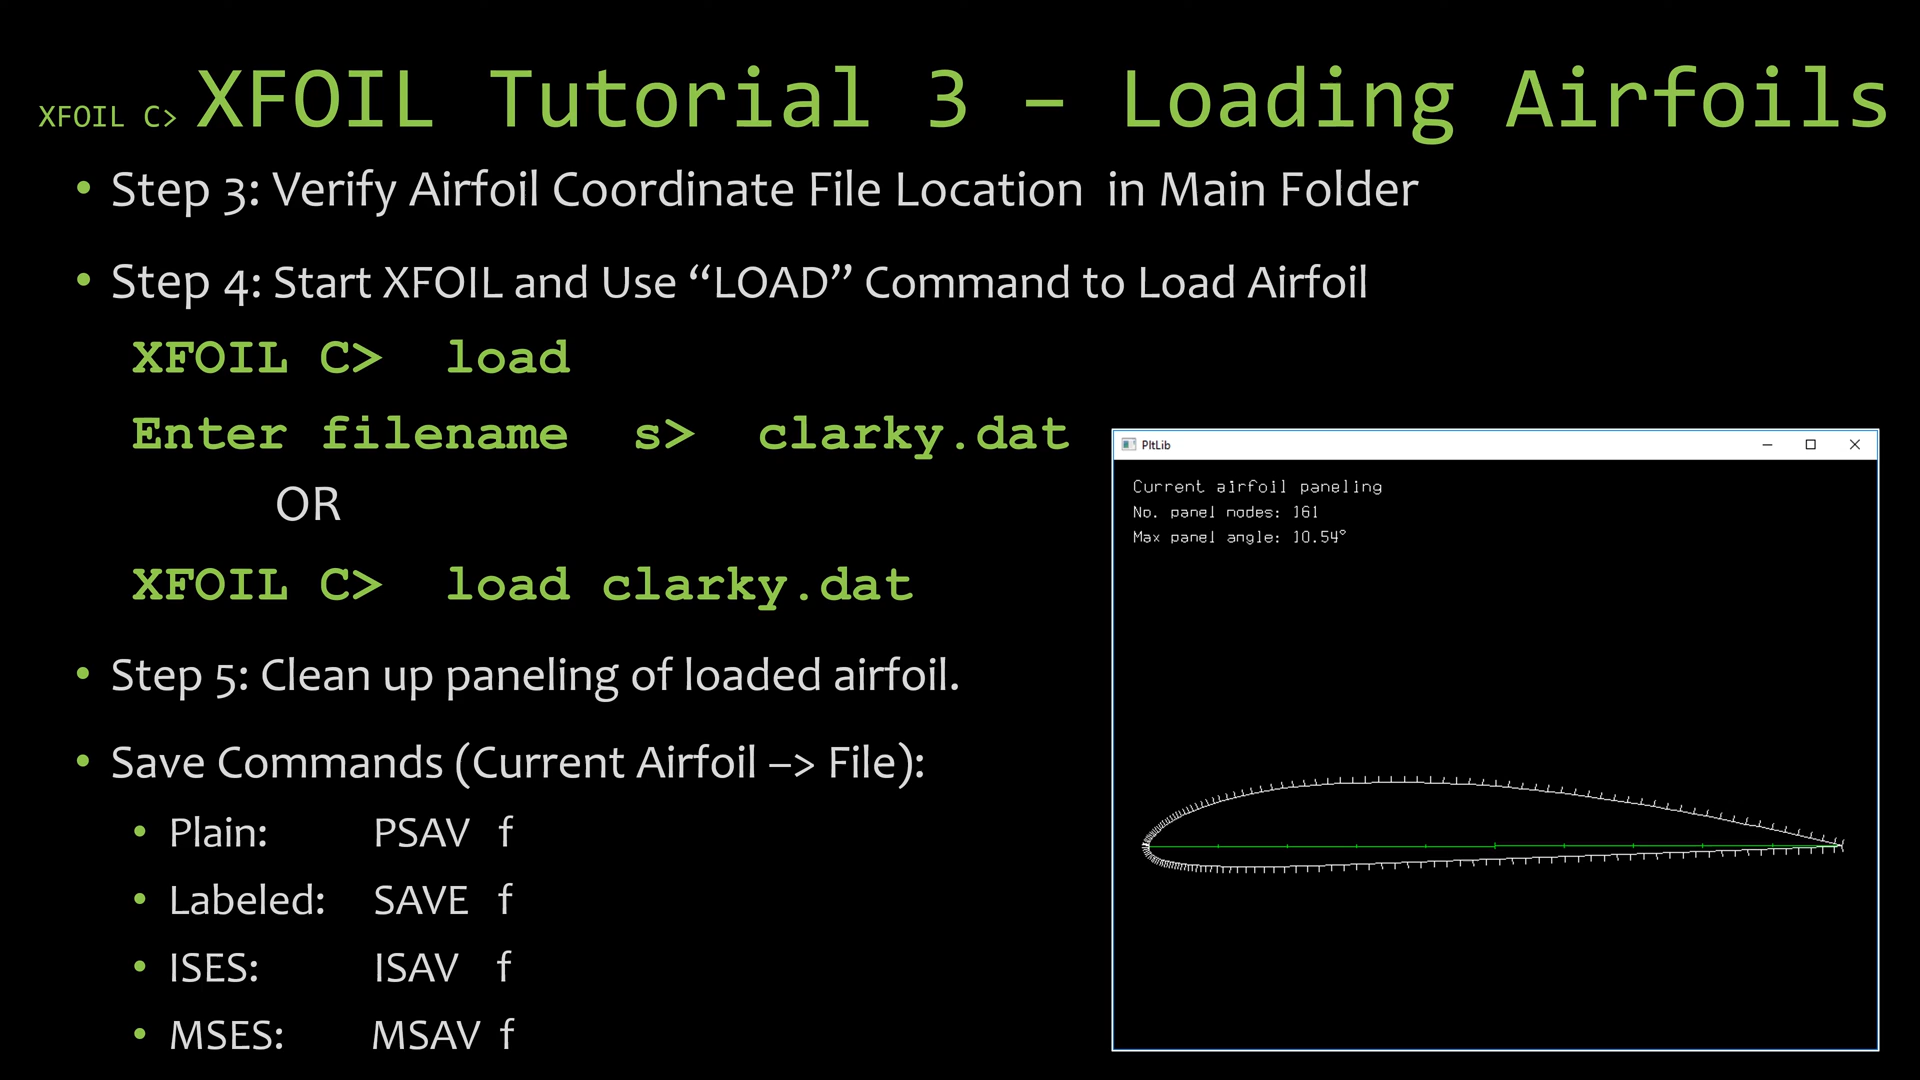 XFOIL C> XFOIL Tutorial 3 – Loading Airfoils
• Step 3: Verify Airfoil Coordinate File Location in Main Folder
• Step 4: Start XFOIL and Use “LOAD” Command to Load Airfoil
XFOIL C> load
Enter filename s> clarky.dat
OR
XFOIL C> load clarky.dat
• Step 5: Clean up paneling of loaded airfoil.
• Save Commands (Current Airfoil –> File):
• Plain: PSAV f
• Labeled: SAVE f
• ISES: ISAV f
• MSES: MSAV f
PltLib
Current airfoil paneling
No. panel nodes: 161
Max panel angle: 10.54°